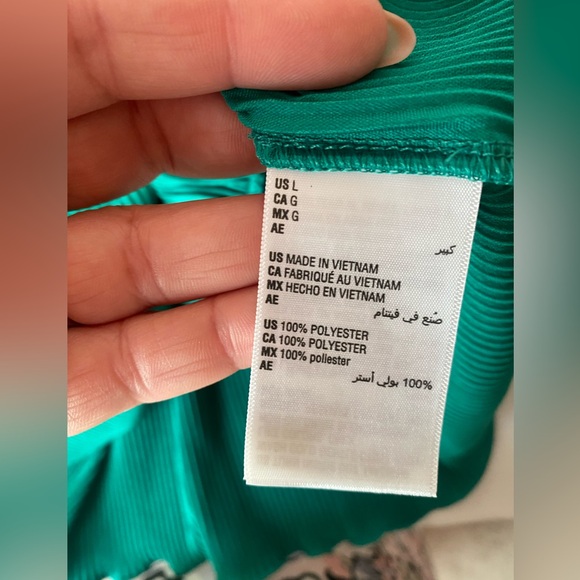 US L
CA G
MX G
AE
كبير
US MADE IN VIETNAM
CA FABRIQUÉ AU VIETNAM
MX HECHO EN VIETNAM
AE
صُنع في فيتنام
US 100% POLYESTER
CA 100% POLYESTER
MX 100% poliester
AE
100% بولي أستر